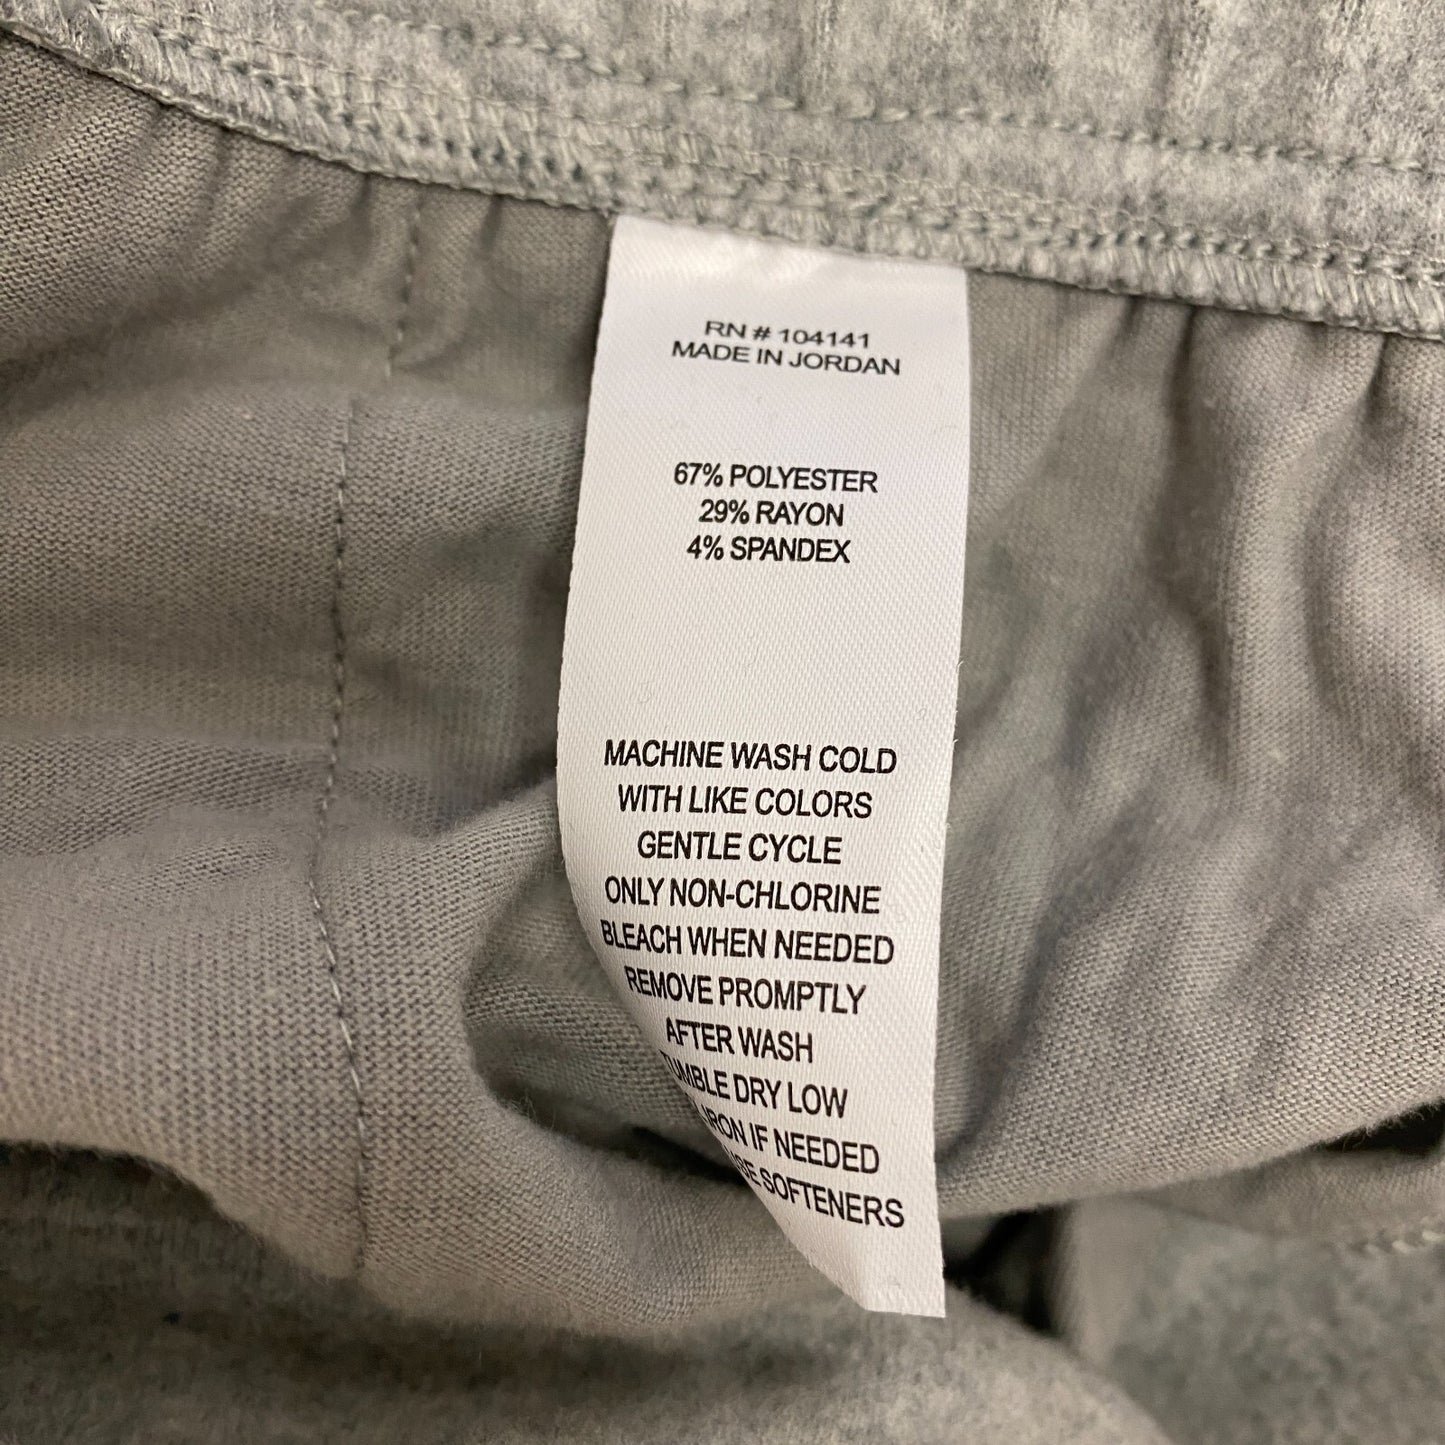 RN # 104141
MADE IN JORDAN
67% POLYESTER
29% RAYON
4% SPANDEX
MACHINE WASH COLD
WITH LIKE COLORS
GENTLE CYCLE
ONLY NON-CHLORINE
BLEACH WHEN NEEDED
REMOVE PROMPTLY
AFTER WASH
TUMBLE DRY LOW
IRON IF NEEDED
SOFTENERS